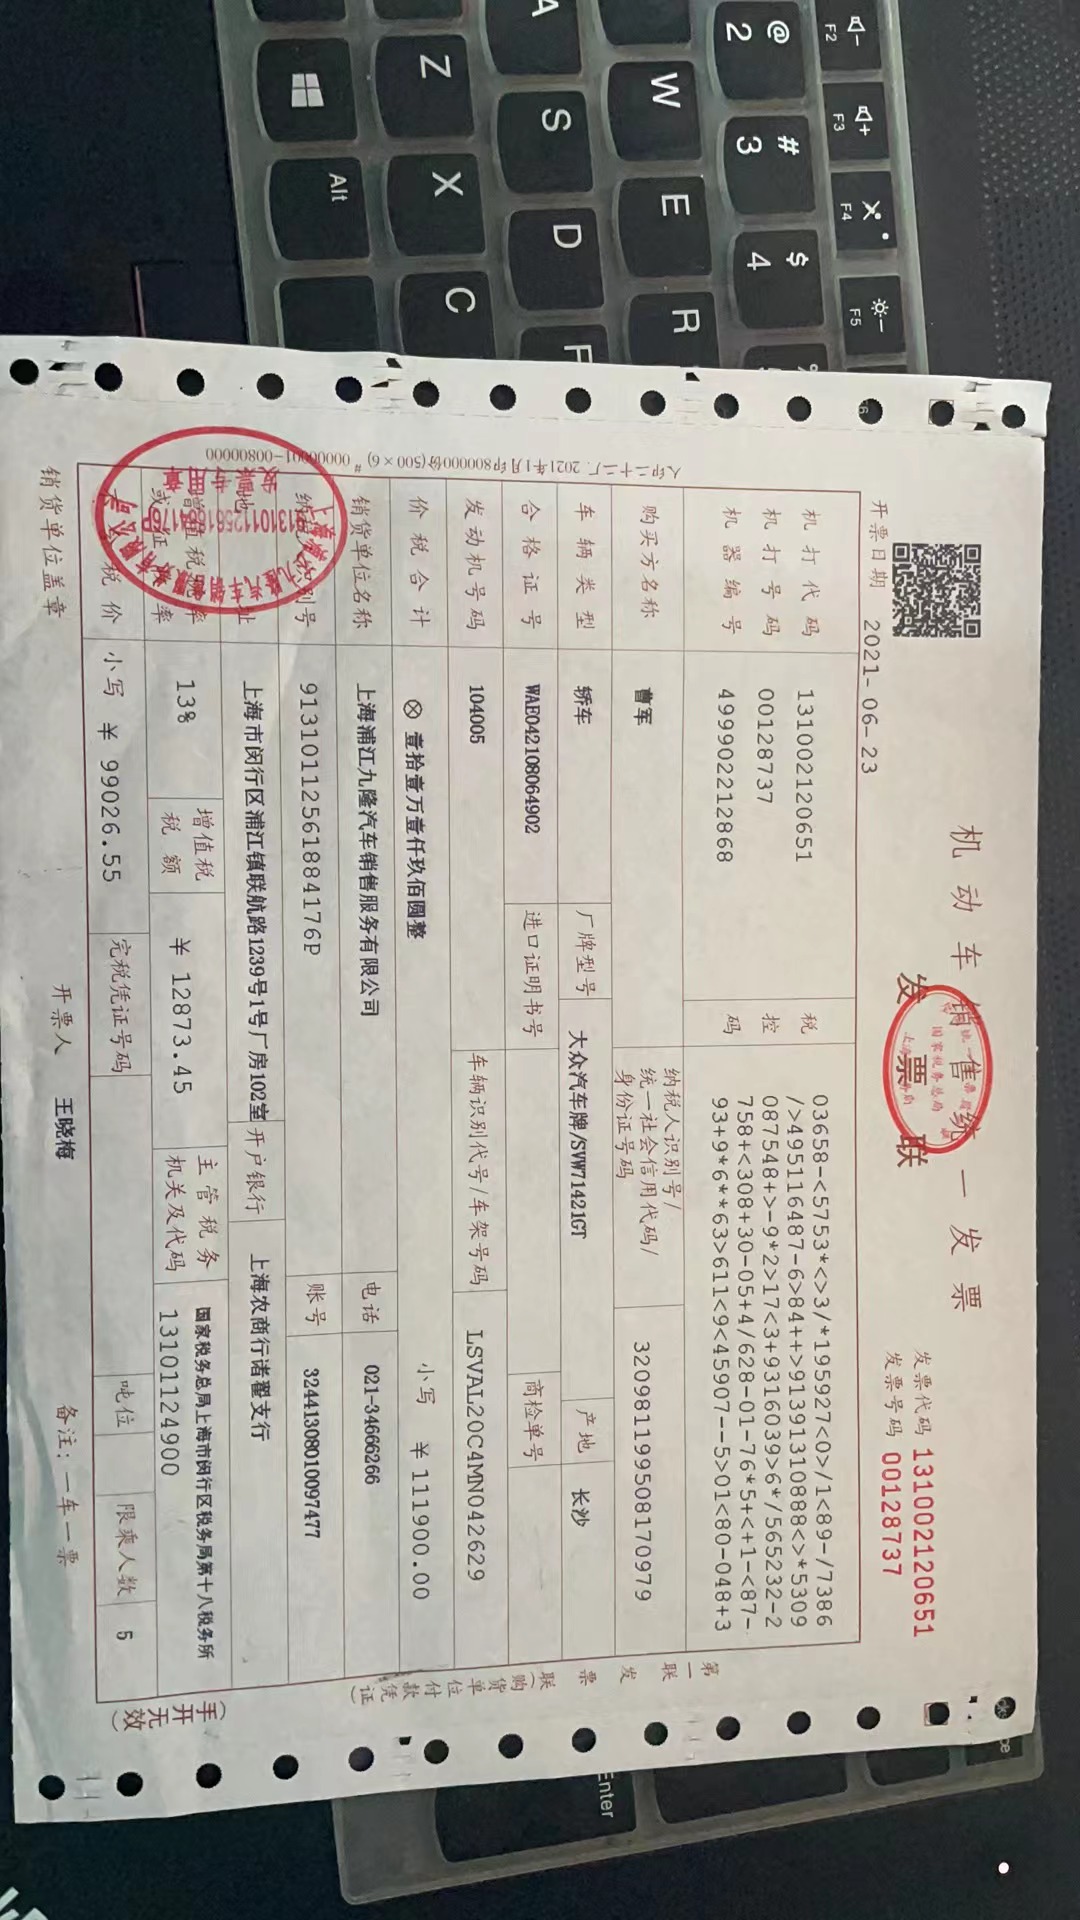 机动车销售统一发票
发票联
发票代码 131002120651
发票号码 00128737
开票日期 2021-06-23
机打代码 131002120651
机打号码 00128737
机器编号 499902212868
税控码
03658-<5753*<>3/*195927<0>/1<89-/7386
/>495116487-6>84++>9139131088<>*5309
087548+>-9*2>17<3+9316039>6*/565232-2
758+<308+30-05+4/628-01-76*5+<+1-<87-
93+9*6**63>611<9<45907--5>01<80-048+3
购买方名称 曹军
纳税人识别号/
统一社会信用代码/
身份证号码
320981199508170979
车辆类型 轿车 厂牌型号 大众汽车牌/SVW71421GT 产地 长沙
合格证号 WAE042108064902 进口证明书号 商检单号
发动机号码 104005 车辆识别代号/车架号码 LSVAL20C4MN042629
价税合计 ⊗ 壹拾壹万壹仟玖佰圆整 小写 ¥ 111900.00
销货单位名称 上海浦江九隆汽车销售服务有限公司 电话 021-34666266
纳税人识别号 91310112561884176P 账号 32441308010097477
地址 上海市闵行区浦江镇联航路1239号1号厂房102室 开户银行 上海农商行诸翟支行
增值税税率
或征收率
13% 增值税
税额
¥ 12873.45 主管税务
机关及代码
国家税务总局上海市闵行区税务局第十八税务所
13101124900
不含税价 小写 ¥ 99026.55 完税凭证号码 吨位 限乘人数 5
销货单位盖章 开票人 王晓梅 备注：一车一票
第一联 发票联（购货单位付款凭证）
（手开无效）
国家税务总局
发票专用章
91310112561884176P
Z
X
C
A
S
D
F
W
E
R
Alt
@
2
#
3
$
4
F2
F3
F4
F5
Enter